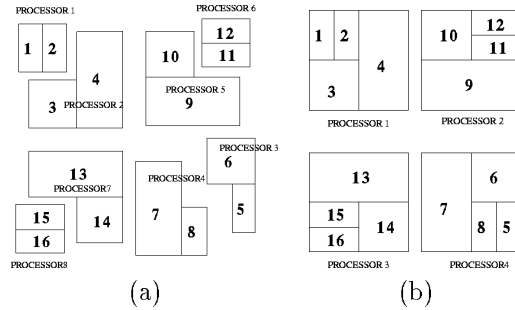 PROCESSOR 1
1 2
4
3
PROCESSOR 2
PROCESSOR 6
12
10
11
PROCESSOR 5
9
13
PROCESSOR7
15
14
16
PROCESSOR8
PROCESSOR 3
6
PROCESSOR4
7
5
8
(a)
1 2
4
3
PROCESSOR 1
12
10
11
9
PROCESSOR 2
13
15
14
16
PROCESSOR 3
6
7
8 5
PROCESSOR4
(b)